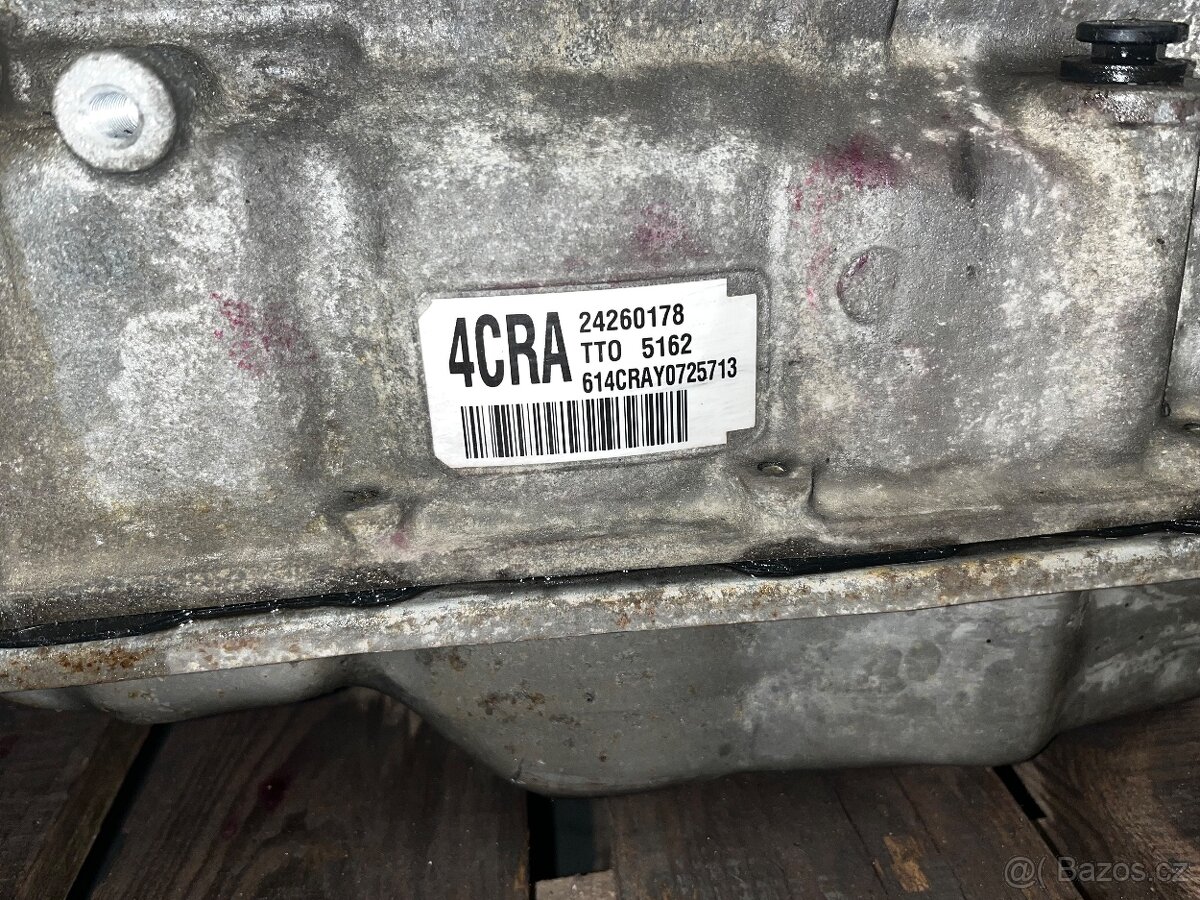 4CRA
24260178
TTO 5162
614CRAY0725713
@( Bazos.cz